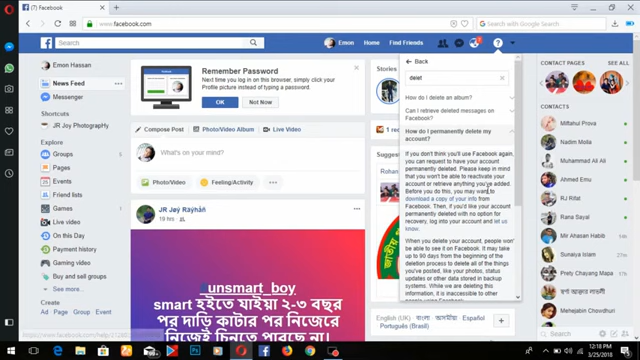 (7) Facebook
www.facebook.com
Search with Google
Search
Emon
Home
Find Friends
Emon Hassan
News Feed
Messenger
Shortcuts
JR Joy PhotographY
Explore
Groups
Pages
Events
Friend Lists
Games
Live video
On this Day
Payment history
Gaming video
Buy and sell groups
See more...
Create
Ad · Page · Group · Event
Remember Password
Next time you log in on this browser, simply click your
Profile picture instead of typing a password.
OK
Not Now
Compose Post
Photo/Video Album
Live Video
What's on your mind?
Photo/Video
Feeling/Activity
JR Jøÿ Räÿhåñ
19 hrs
#unsmart_boy
smart হইতে যাইয়া ২-৩ বছর
পর দাড়ি কাটার পর নিজেরে
নিজেই চিনতে পারছে না।
Stories
Back
delet
How do I delete an album?
Can I retrieve deleted messages on
Facebook?
How do I permanently delete my
account?
If you don't think you'll use Facebook again,
you can request to have your account
permanently deleted. Please keep in mind
that you won't be able to reactivate your
account or retrieve anything you've added.
Before you do this, you may want to
download a copy of your info from
Facebook. Then, if you'd like your account
permanently deleted with no option for
recovery, log into your account and let us
know.
When you delete your account, people won't
be able to see it on Facebook. It may take
up to 90 days from the beginning of the
deletion process to delete all of the
things you've posted, like your photos, status
updates or other data stored in backup
systems. While we are deleting this
information, it is inaccessible to other
English (US) · বাংলা · অসমীয়া · Español
Português (Brasil)
CONTACT PAGES
SEE ALL
CONTACTS
Miftahul Prova
Nadim Molla
Muhammad Ali Ali
RJ Risha
Rana Sayal
Mir Ahasan Habib
Sunaiya Islam
Prety Chayang Mapa
Mehejabin Chowdhuri
Search
12:18 PM
3/25/2018